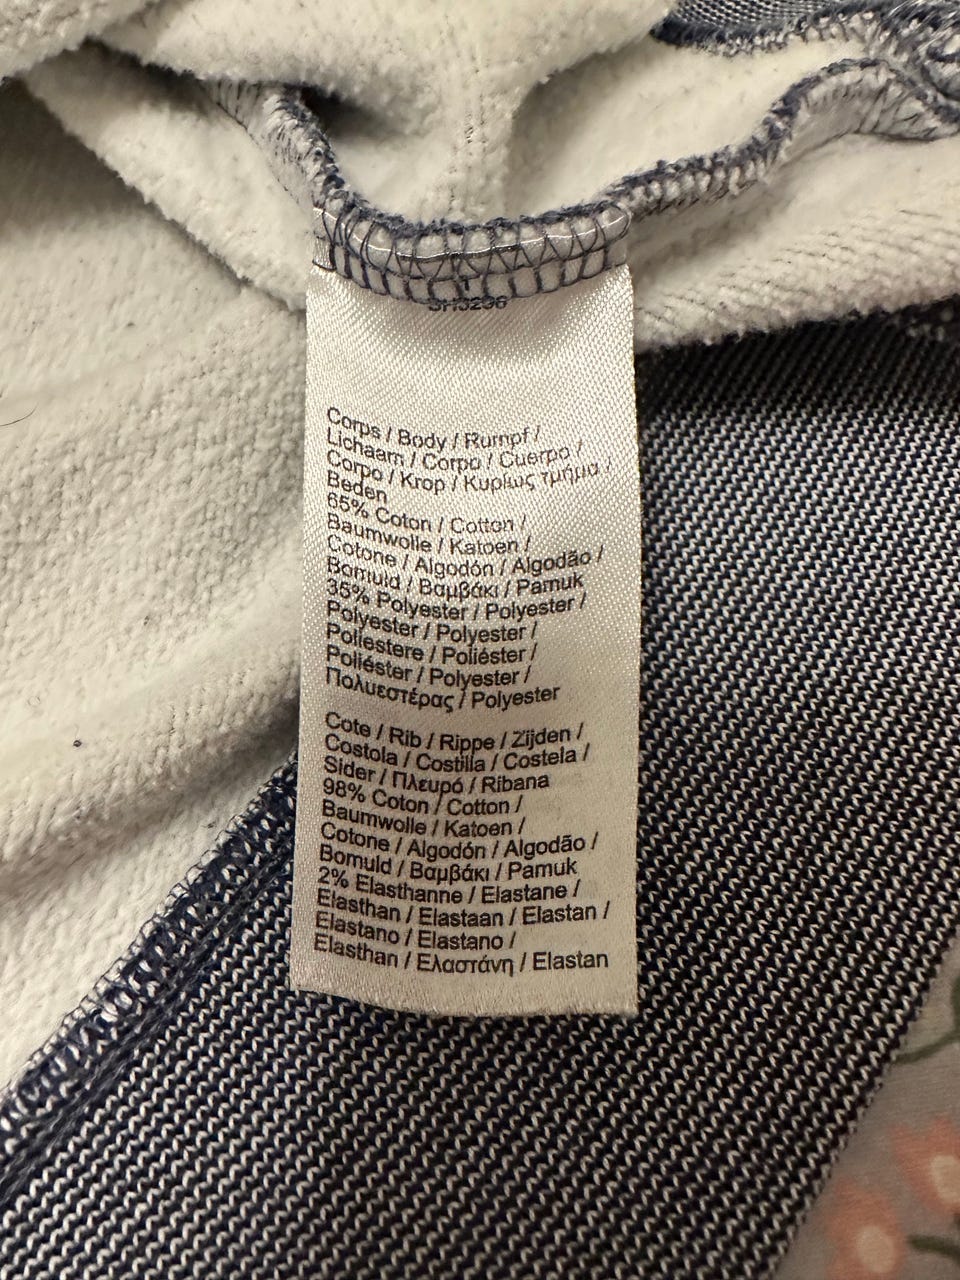 SH3296
Corps / Body / Rumpf /
Lichaam / Corpo / Cuerpo /
Corpo / Krop / Κυρίως τμήμα /
Beden
65% Coton / Cotton /
Baumwolle / Katoen /
Cotone / Algodón / Algodão /
Bomuld / Βαμβάκι / Pamuk
35% Polyester / Polyester /
Polyester / Polyester /
Poliestere / Poliéster /
Poliéster / Polyester /
Πολυεστέρας / Polyester
Cote / Rib / Rippe / Zijden /
Costola / Costilla / Costela /
Sider / Πλευρό / Ribana
98% Coton / Cotton /
Baumwolle / Katoen /
Cotone / Algodón / Algodão /
Bomuld / Βαμβάκι / Pamuk
2% Elasthanne / Elastane /
Elasthan / Elastaan / Elastan /
Elastano / Elastano /
Elasthan / Ελαστάνη / Elastan